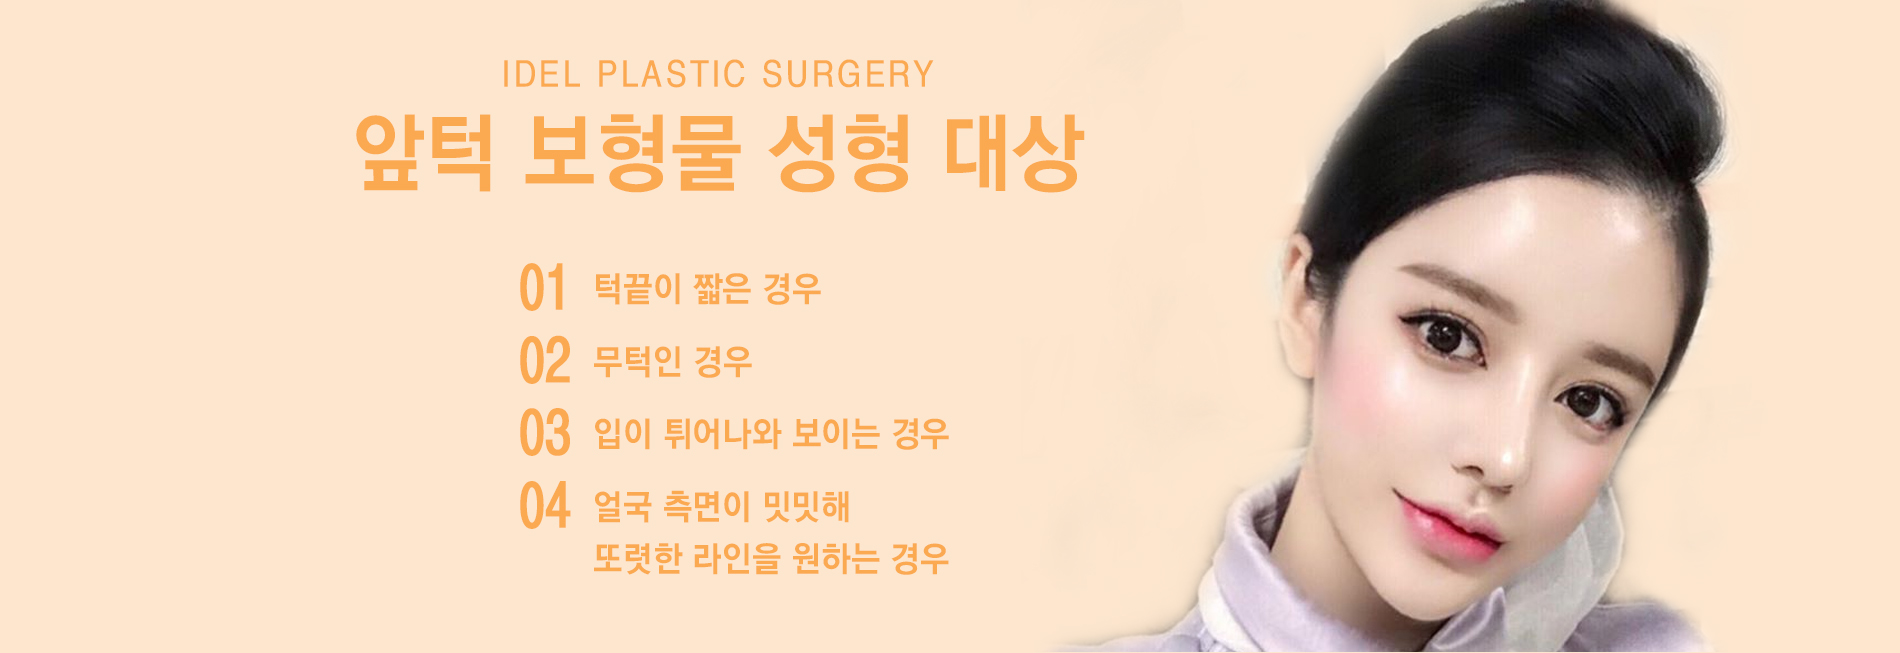 IDEL PLASTIC SURGERY
앞턱 보형물 성형 대상
01 턱끝이 짧은 경우
02 무턱인 경우
03 입이 튀어나와 보이는 경우
04 얼국 측면이 밋밋해
또렷한 라인을 원하는 경우